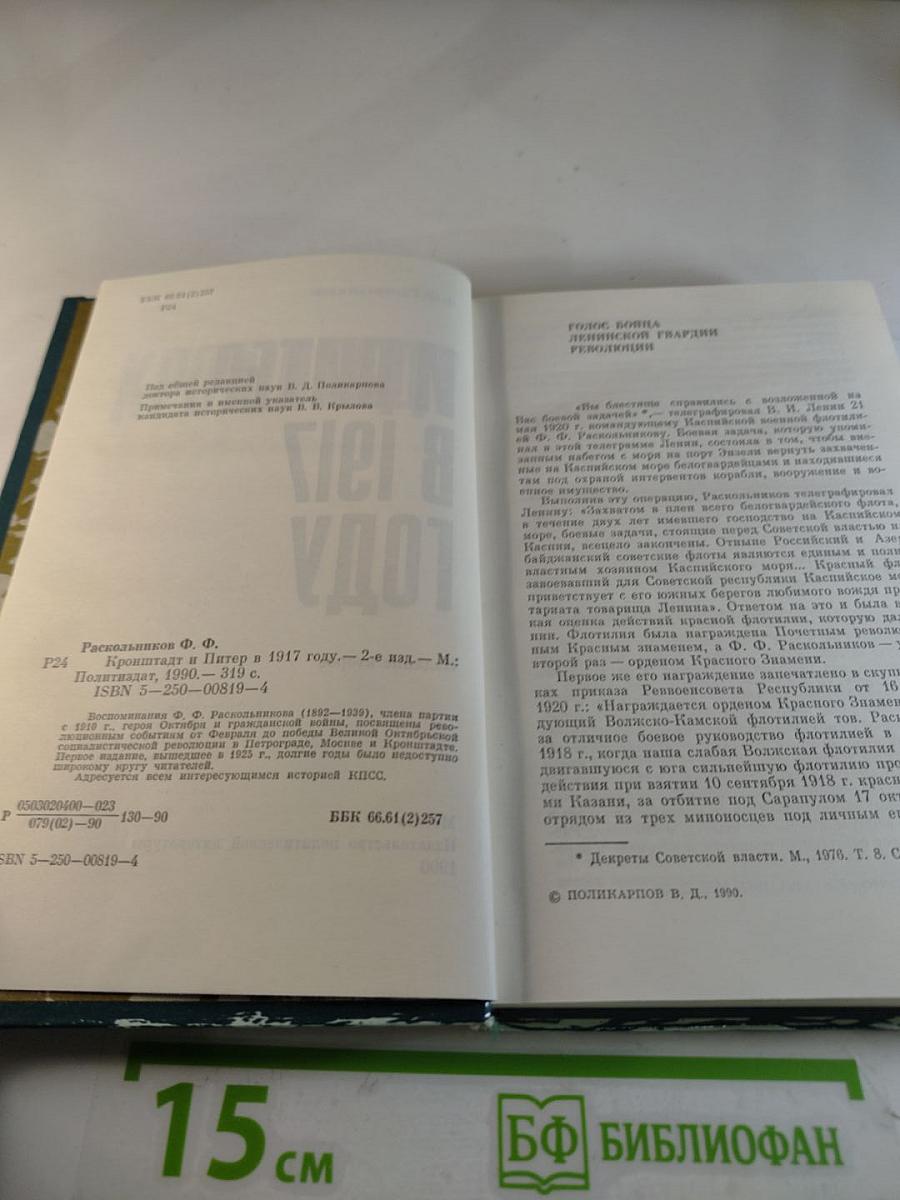 ББК 66.61(2)257
Р24
Под общей редакцией
доктора исторических наук В. Д. Поликарпова
Примечания и именной указатель
кандидата исторических наук В. В. Крылова
Раскольников Ф. Ф.
Р24
Кронштадт и Питер в 1917 году.— 2-е изд.— М.:
Политиздат, 1990.— 319 с.
ISBN 5—250—00819—4
Воспоминания Ф. Ф. Раскольникова (1892—1939), члена партии
с 1910 г., героя Октября и гражданской войны, посвящены рево-
люционным событиям от Февраля до победы Великой Октябрьской
социалистической революции в Петрограде, Москве и Кронштадте.
Первое издание, вышедшее в 1925 г., долгие годы было недоступно
широкому кругу читателей.
Адресуется всем интересующимся историей КПСС.
Р 0503020400—023
079(02)—90
130—90
ББК 66.61(2)257
SBN 5—250—00819—4
ГОЛОС БОЙЦА
ЛЕНИНСКОЙ ГВАРДИИ
РЕВОЛЮЦИИ
«Вы блестяще справились с возложенной на
Вас боевой задачей» *,— телеграфировал В. И. Ленин 21
мая 1920 г. командующему Каспийской военной флотили-
ей Ф. Ф. Раскольникову. Боевая задача, которую упоми-
нал в этой телеграмме Ленин, состояла в том, чтобы вне-
запным набегом с моря на порт Энзели вернуть захвачен-
ные на Каспийском море белогвардейцами и находившиеся
там под охраной интервентов корабли, вооружение и во-
енное имущество.
Выполнив эту операцию, Раскольников телеграфировал
Ленину: «Захватом в плен всего белогвардейского флота,
в течение двух лет имевшего господство на Каспийском
море, боевые задачи, стоящие перед Советской властью н
Каспии, всецело закончены. Отныне Российский и Азе
байджанский советские флоты являются единым и полн
властным хозяином Каспийского моря... Красный фл
завоевавший для Советской республики Каспийское мо
приветствует с его южных берегов любимого вождя пр
тариата товарища Ленина». Ответом на это и была в
кая оценка действий красной флотилии, которую дал
нин. Флотилия была награждена Почетным револю
ным Красным знаменем, а Ф. Ф. Раскольников — у
второй раз — орденом Красного Знамени.
Первое же его награждение запечатлено в скуп
ках приказа Реввоенсовета Республики от 16
1920 г.: «Награждается орденом Красного Знамен
дующий Волжско-Камской флотилией тов. Раск
за отличное боевое руководство флотилией в
1918 г., когда наша слабая Волжская флотилия
двигавшуюся с юга сильнейшую флотилию про
действия при взятии 10 сентября 1918 г. красн
ми Казани, за отбитие под Сарапулом 17 окт
отрядом из трех миноносцев под личным ег
* Декреты Советской власти. М., 1976. Т. 8. С
© ПОЛИКАРПОВ В. Д., 1990.
15 см
БФ БИБЛИОФАН